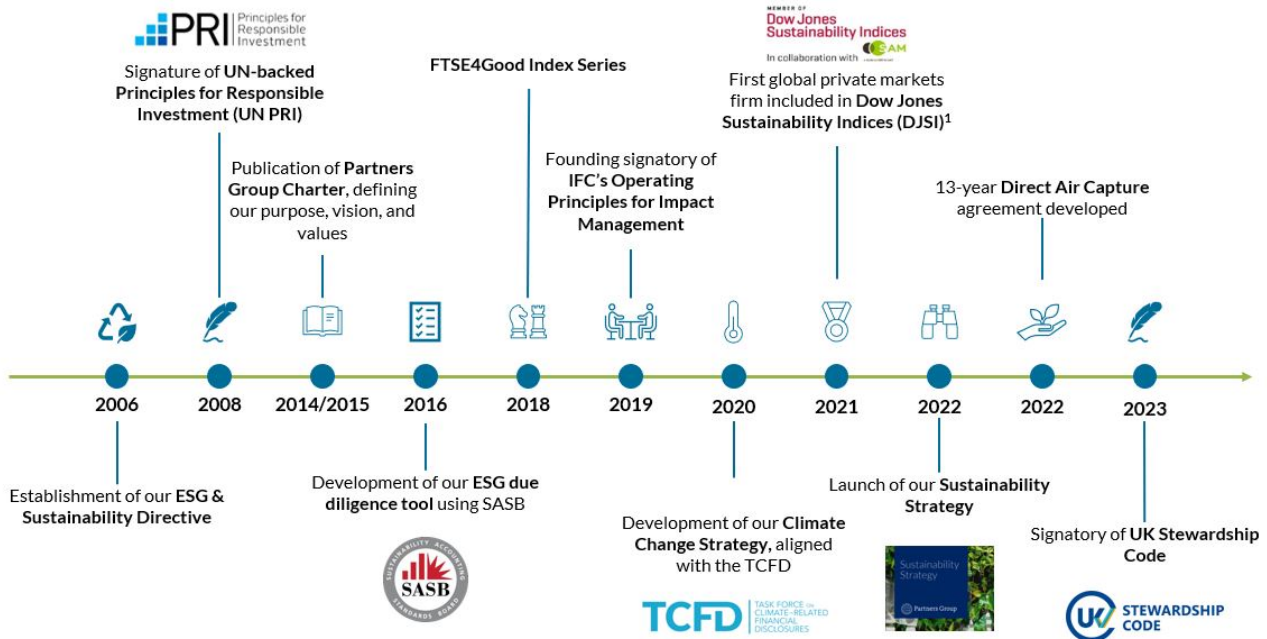 PRI
Principles for
Responsible
Investment
Signature of UN-backed
Principles for Responsible
Investment (UN PRI)
Publication of Partners
Group Charter, defining
our purpose, vision, and
values
FTSE4Good Index Series
Founding signatory of
IFC's Operating
Principles for Impact
Management
MEMBER OF
Dow Jones
Sustainability Indices
In collaboration with SAM
First global private markets
firm included in Dow Jones
Sustainability Indices (DJSI)¹
13-year Direct Air Capture
agreement developed
2006
2008
2014/2015
2016
2018
2019
2020
2021
2022
2022
2023
Establishment of our ESG &
Sustainability Directive
Development of our ESG due
diligence tool using SASB
SUSTAINABILITY ACCOUNTING
SASB
STANDARDS BOARD
Development of our Climate
Change Strategy, aligned
with the TCFD
TCFD
TASK FORCE ON
CLIMATE-RELATED
FINANCIAL
DISCLOSURES
Launch of our Sustainability
Strategy
Sustainability
Strategy
Partners Group
Signatory of UK Stewardship
Code
UK
STEWARDSHIP
CODE